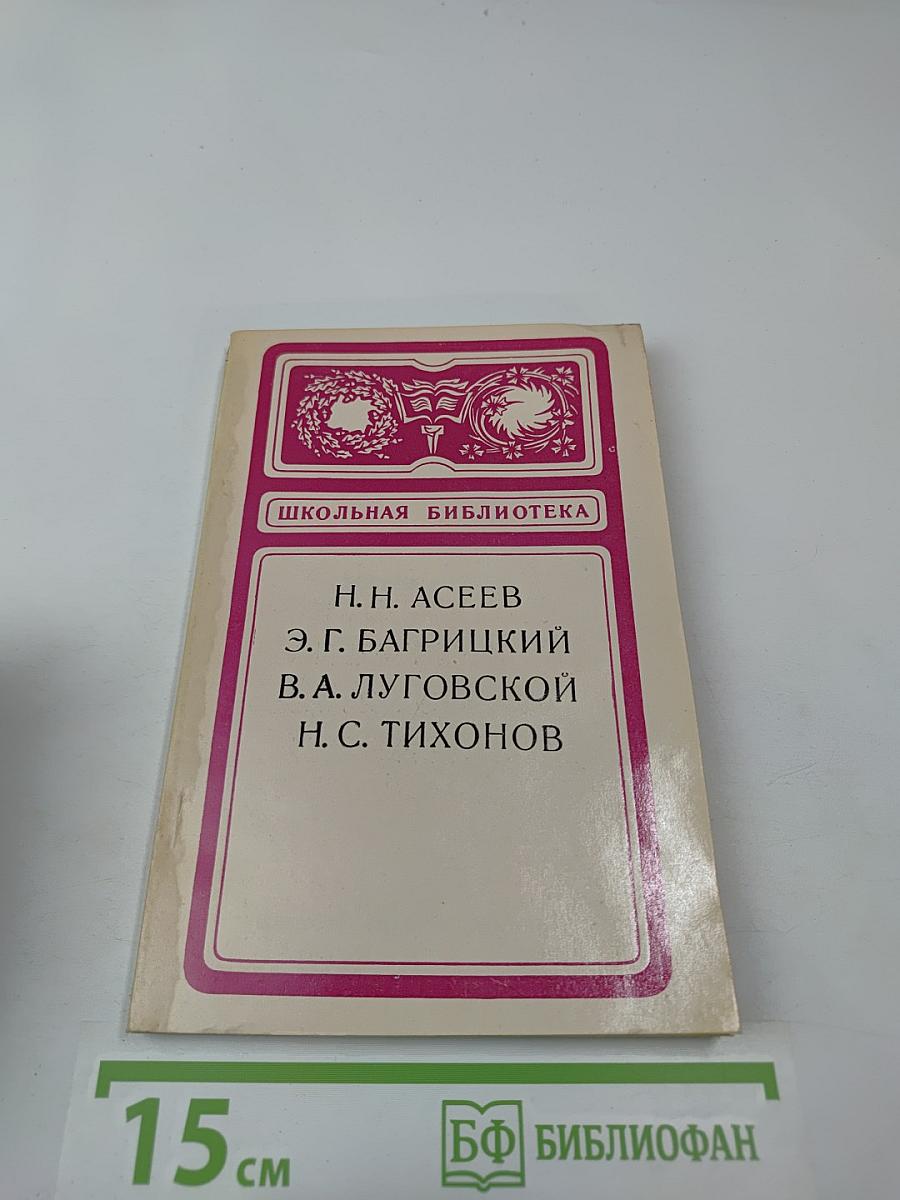 ШКОЛЬНАЯ БИБЛИОТЕКА
Н. Н. АСЕЕВ
Э. Г. БАГРИЦКИЙ
В. А. ЛУГОВСКОЙ
Н. С. ТИХОНОВ
15 см
БФ БИБЛИОФАН